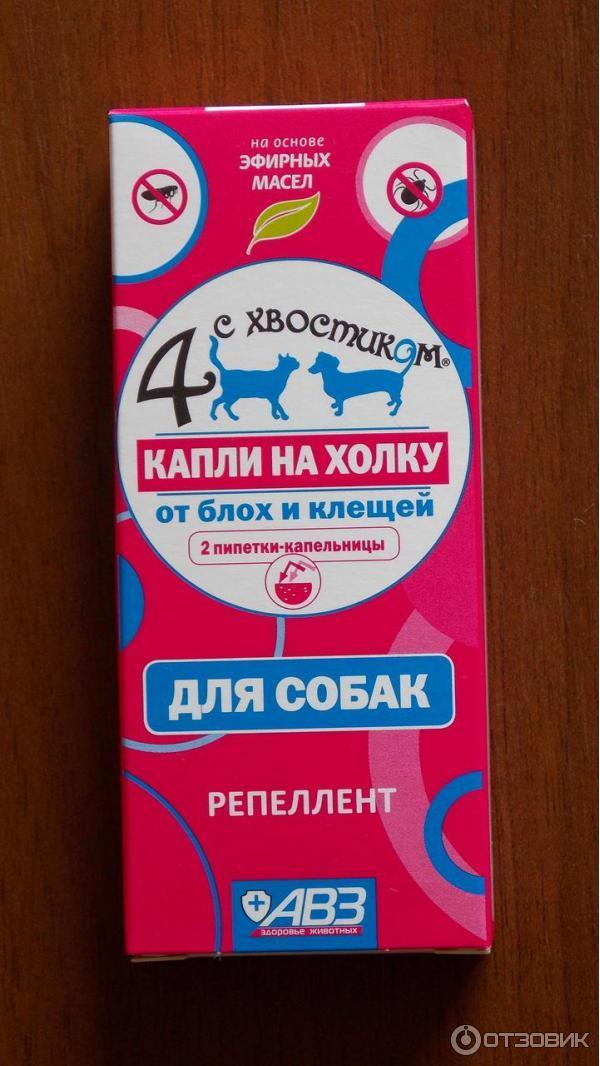 на основе
ЭФИРНЫХ
МАСЕЛ
4 с хвостиком®
КАПЛИ НА ХОЛКУ
от блох и клещей
2 пипетки-капельницы
ДЛЯ СОБАК
РЕПЕЛЛЕНТ
АВЗ
здоровье животных
ОТЗОВИК